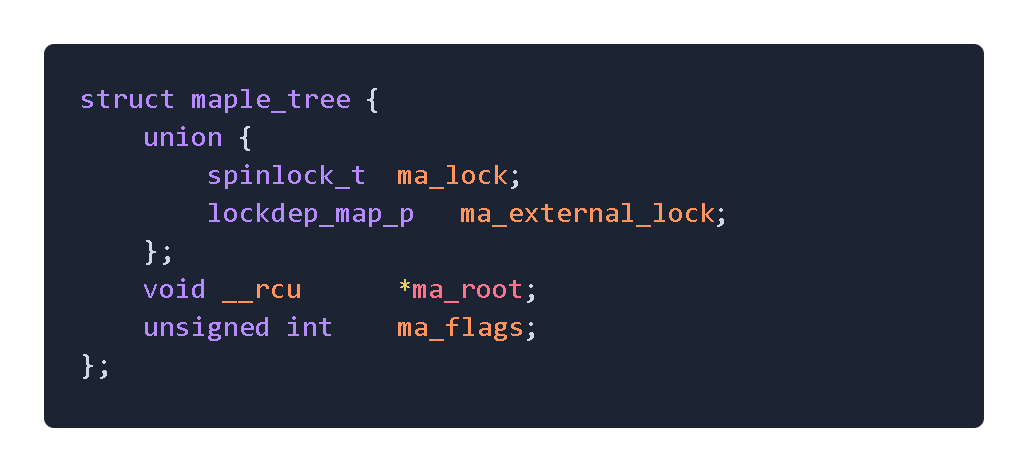 struct maple_tree {
    union {
        spinlock_t  ma_lock;
        lockdep_map_p   ma_external_lock;
    };
    void __rcu      *ma_root;
    unsigned int    ma_flags;
};